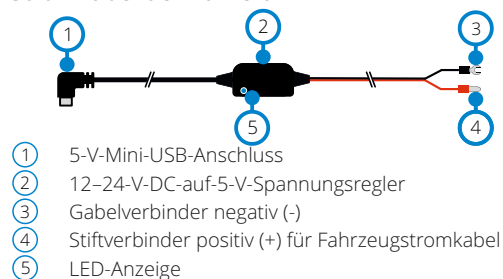 1
2
3
4
5
1 5-V-Mini-USB-Anschluss
2 12–24-V-DC-auf-5-V-Spannungsregler
3 Gabelverbinder negativ (-)
4 Stiftverbinder positiv (+) für Fahrzeugstromkabel
5 LED-Anzeige